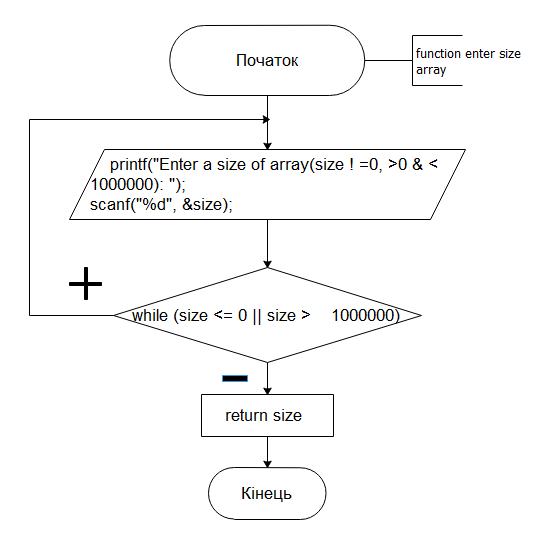 Початок
function enter size
array
printf("Enter a size of array(size ! =0, >0 & <
1000000): ");
scanf("%d", &size);
+
while (size <= 0 || size > 1000000)
−
return size
Кінець